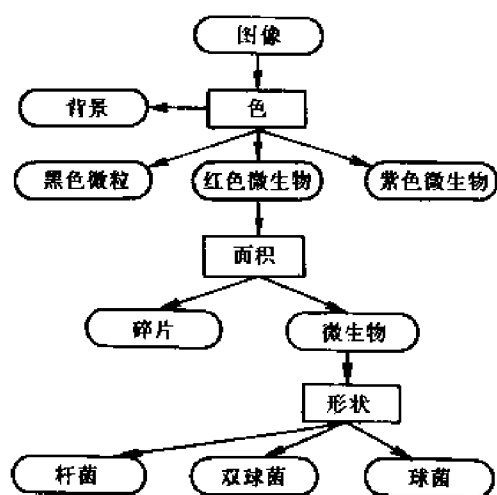 图像
背景
色
黑色微粒
红色微生物
紫色微生物
面积
碎片
微生物
形状
杆菌
双球菌
球菌